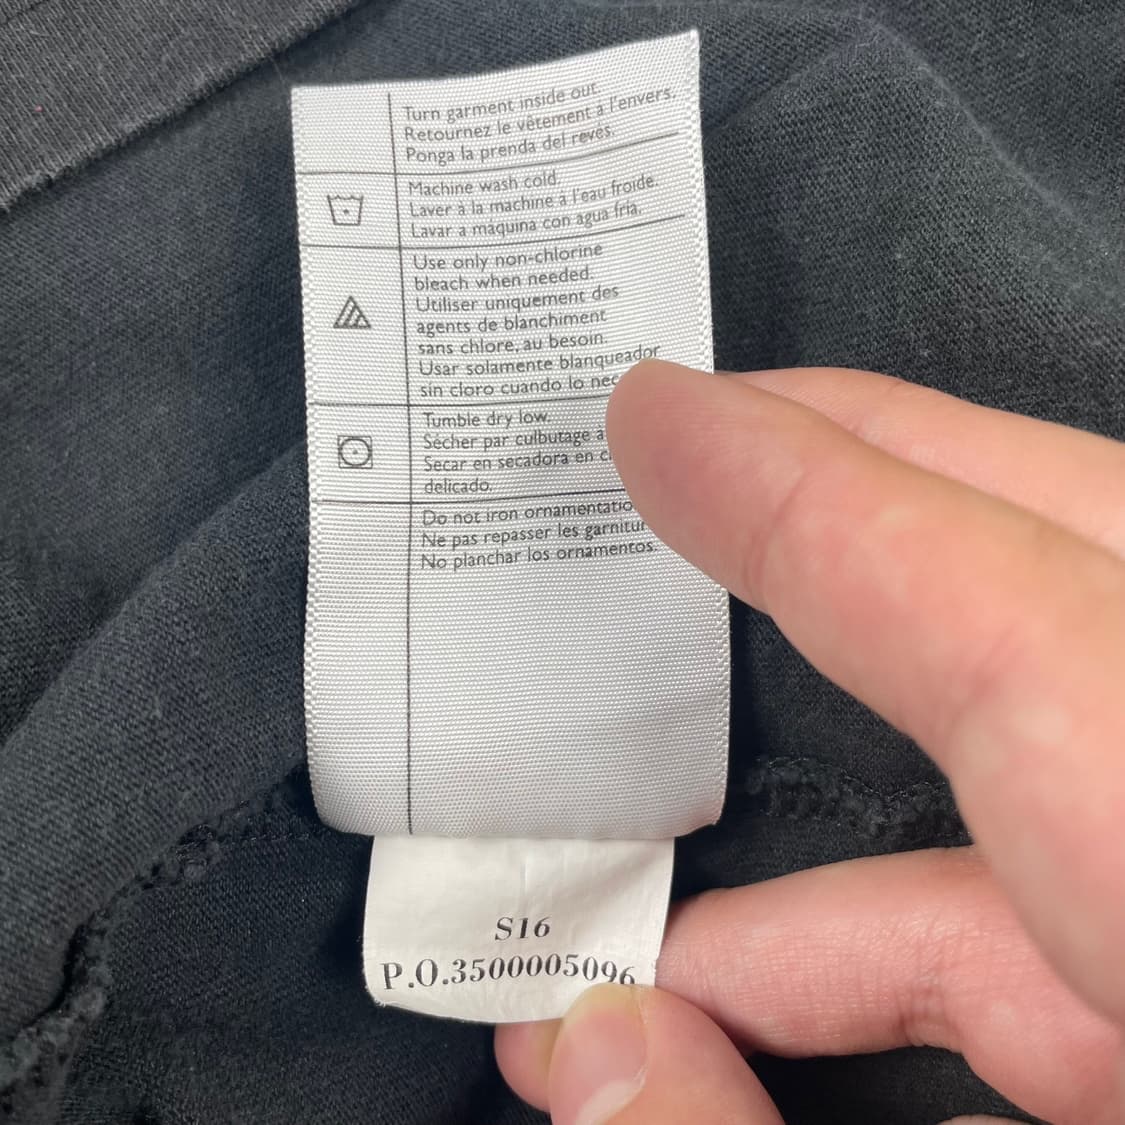 Turn garment inside out.
Retournez le vêtement à l'envers.
Ponga la prenda del reves.
Machine wash cold.
Laver à la machine à l'eau froide.
Lavar a maquina con agua fría.
Use only non-chlorine
bleach when needed.
Utiliser uniquement des
agents de blanchiment
sans chlore, au besoin.
Usar solamente blanqueador
sin cloro cuando lo
Tumble dry low.
Sécher par culbutage
Secar en secadora en
delicado.
Do not iron
Ne pas repasser les
No planchar los ornamentos.
S16
P.O.3500005096